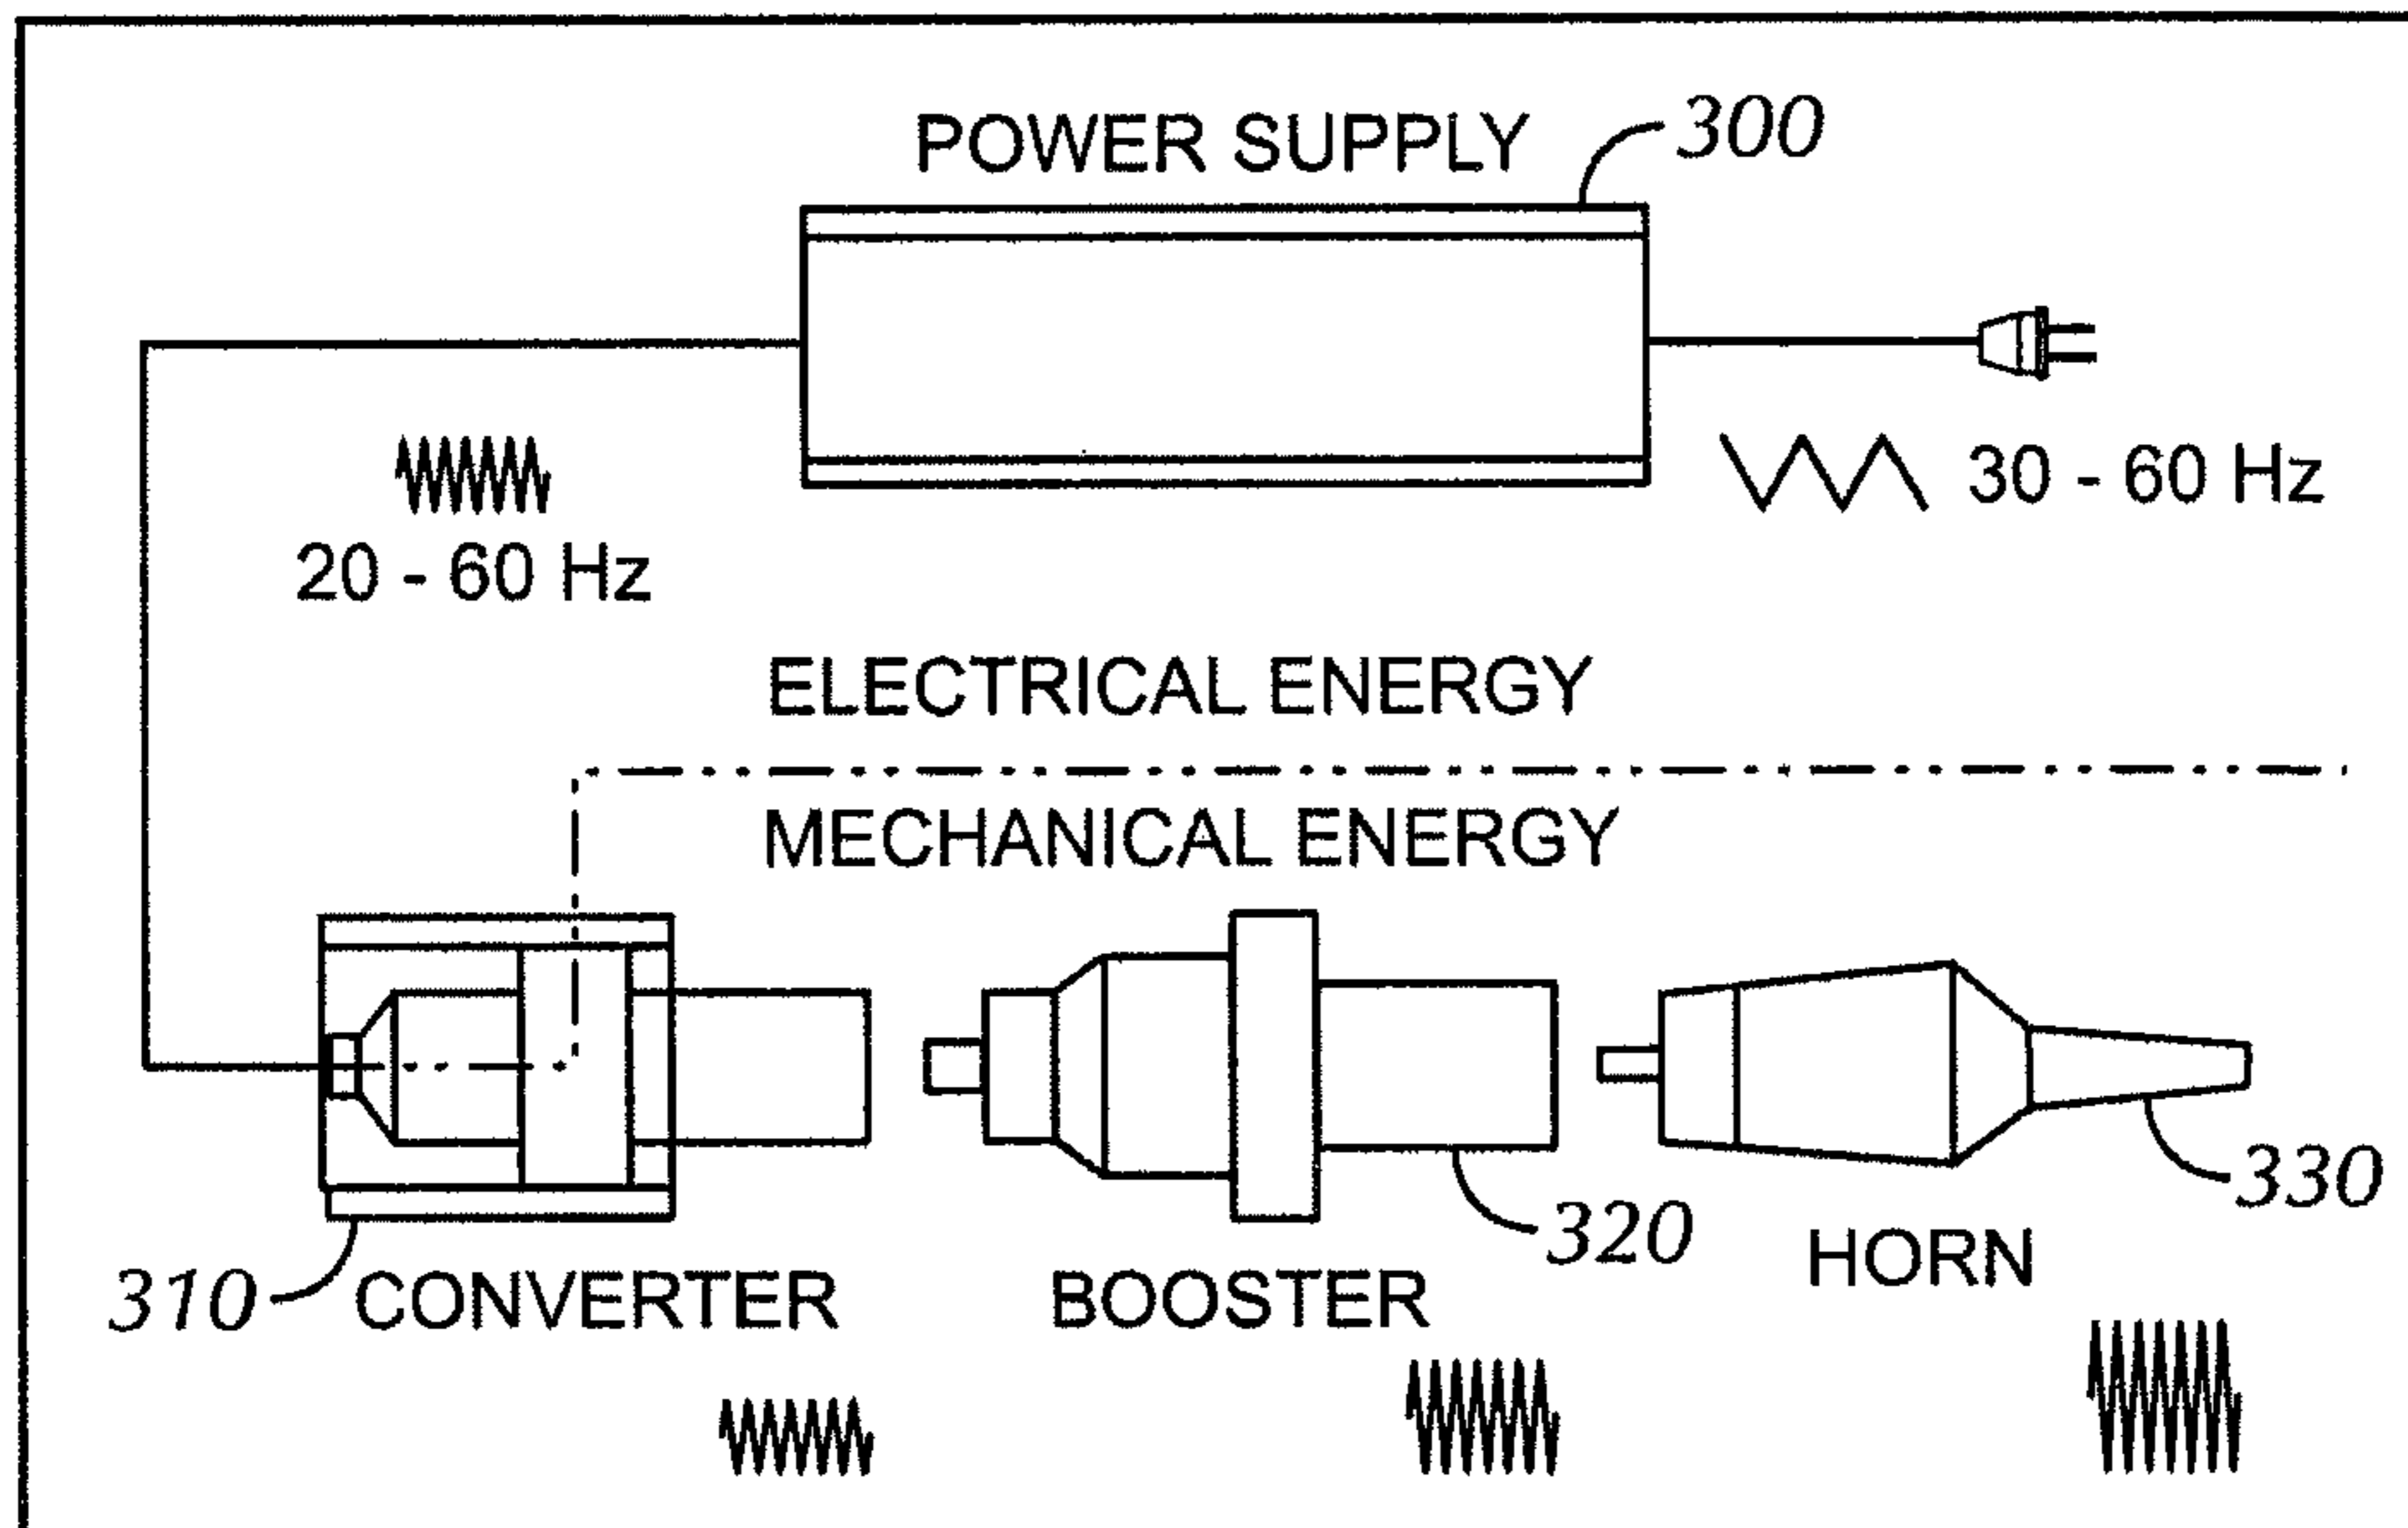 POWER SUPPLY 300
30 - 60 Hz
20 - 60 Hz
ELECTRICAL ENERGY
MECHANICAL ENERGY
310 CONVERTER
BOOSTER
320
HORN
330